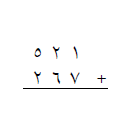 ٥ ٢ ١
٢ ٦ ٧ +